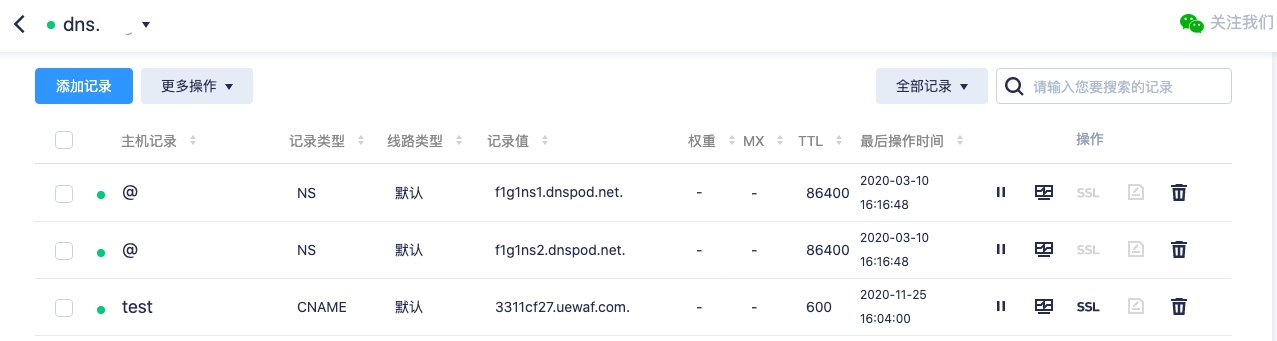 dns.
关注我们
添加记录 更多操作 全部记录 请输入您要搜索的记录
主机记录 记录类型 线路类型 记录值 权重 MX TTL 最后操作时间 操作
@ NS 默认 f1g1ns1.dnspod.net. - - 86400 2020-03-10 16:16:48 SSL
@ NS 默认 f1g1ns2.dnspod.net. - - 86400 2020-03-10 16:16:48 SSL
test CNAME 默认 3311cf27.uewaf.com. - - 600 2020-11-25 16:04:00 SSL